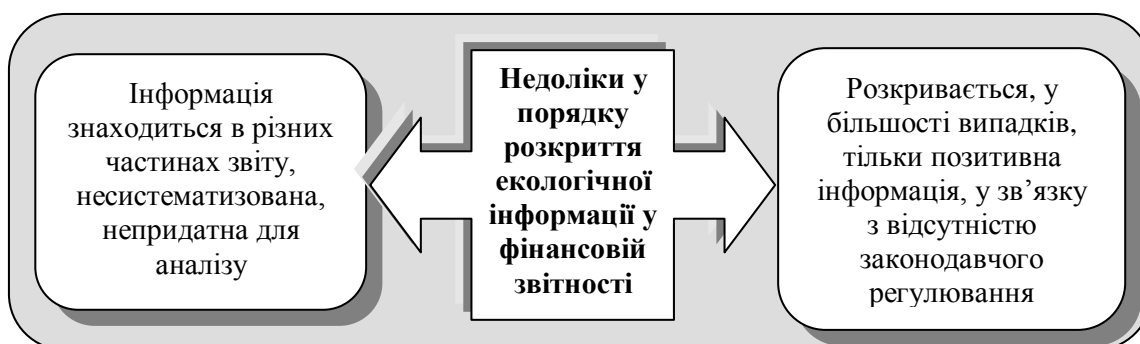 Інформація
знаходиться в різних
частинах звіту,
несистематизована,
непридатна для
аналізу
Недоліки у
порядку
розкриття
екологічної
інформації у
фінансовій
звітності
Розкривається, у
більшості випадків,
тільки позитивна
інформація, у зв’язку
з відсутністю
законодавчого
регулювання